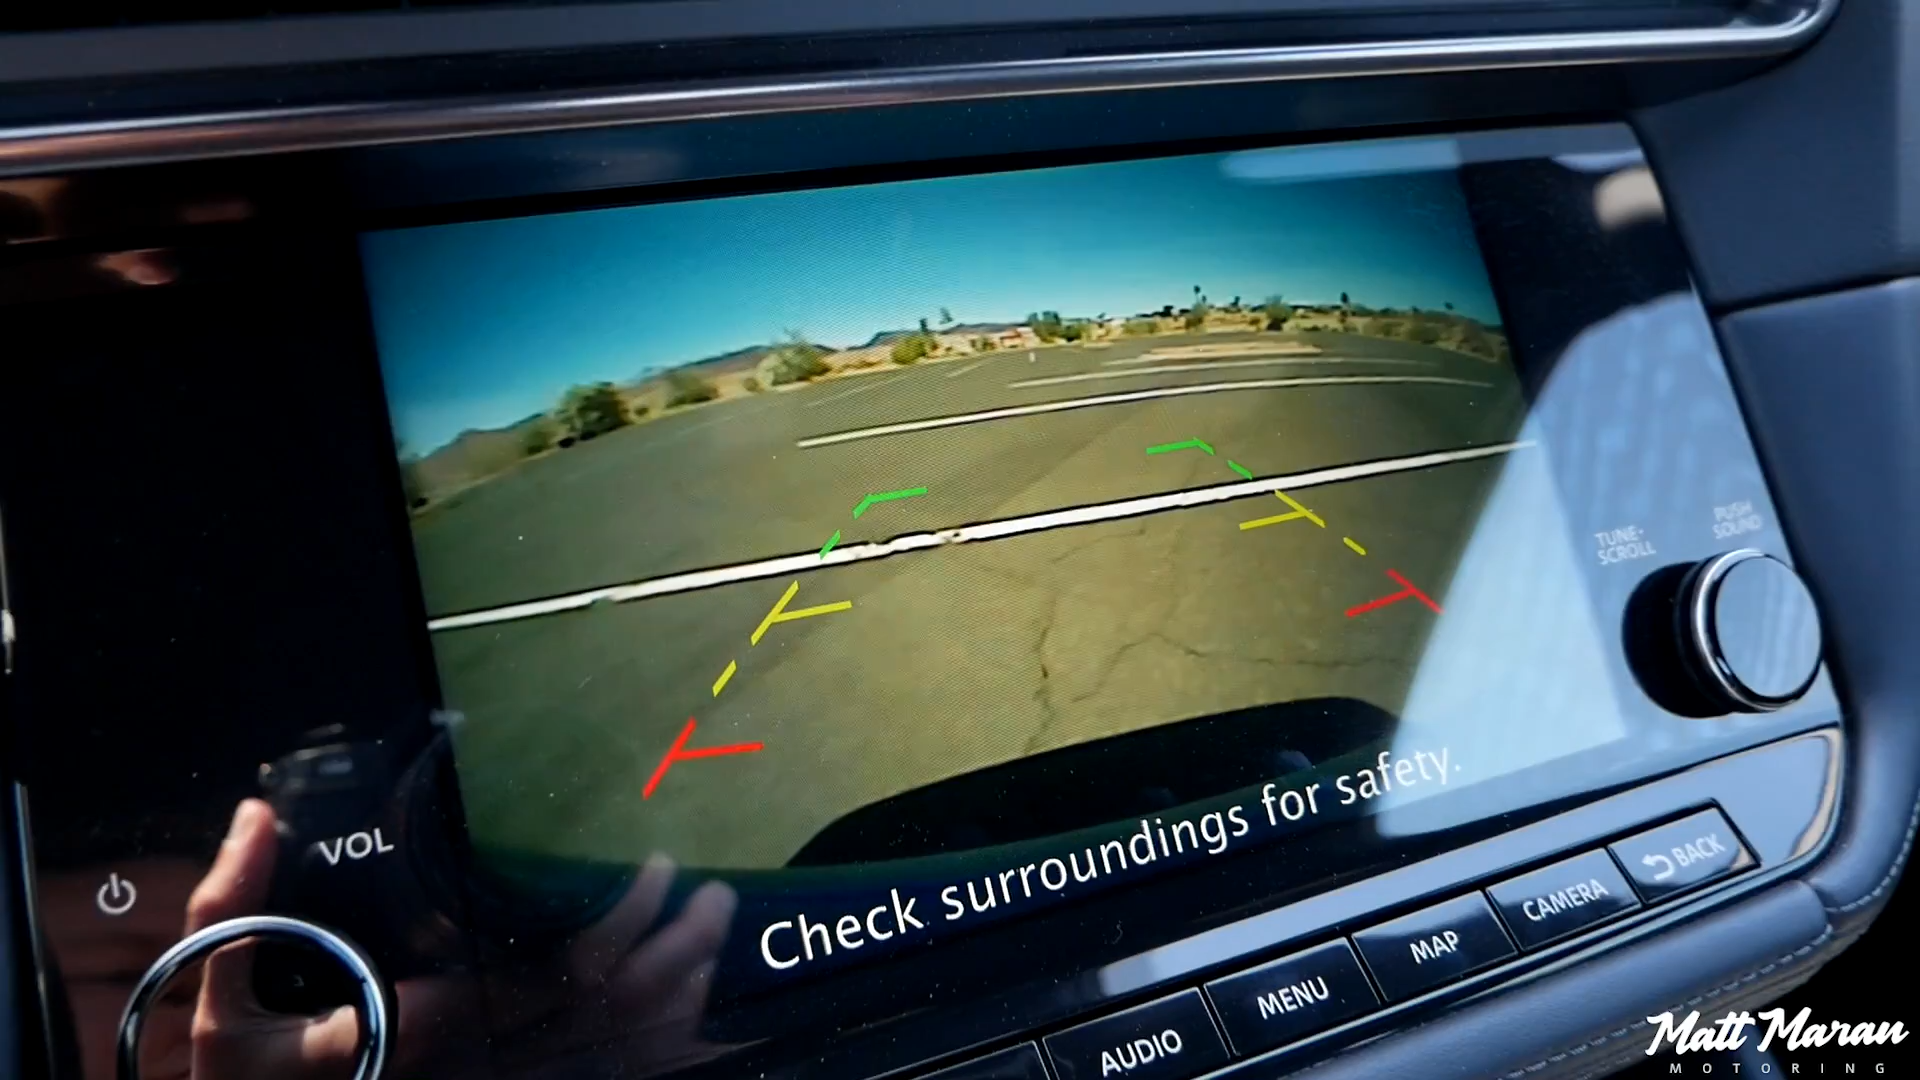 PUSH
SOUND
TUNE·
SCROLL
VOL
Check surroundings for safety.
BACK
CAMERA
MAP
MENU
AUDIO
Matt Maran
MOTORING